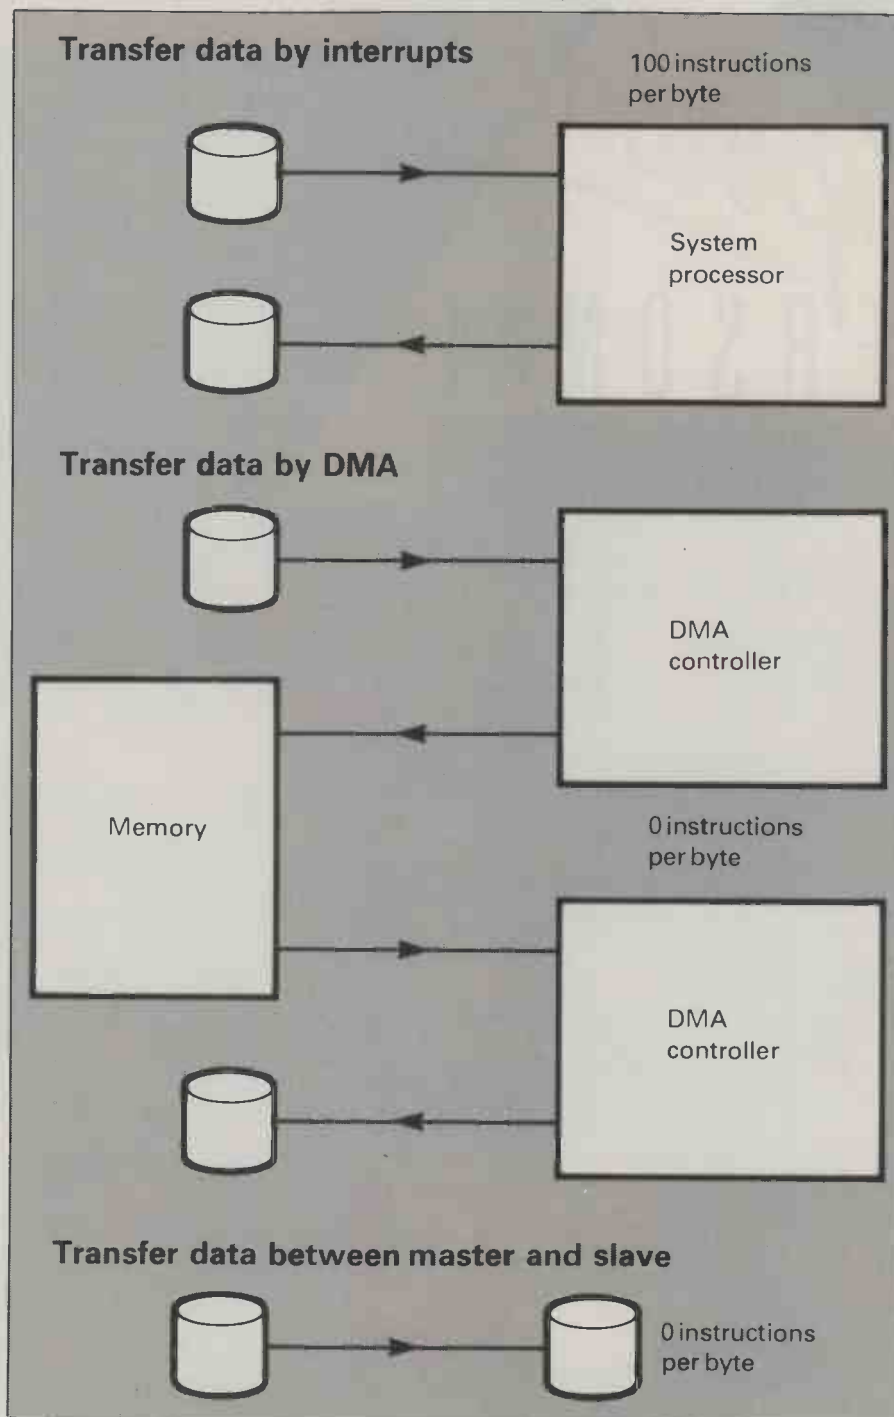 Transfer data by interrupts
100 instructions
per byte
System
processor
Transfer data by DMA
DMA
controller
Memory
0 instructions
per byte
DMA
controller
Transfer data between master and slave
0 instructions
per byte